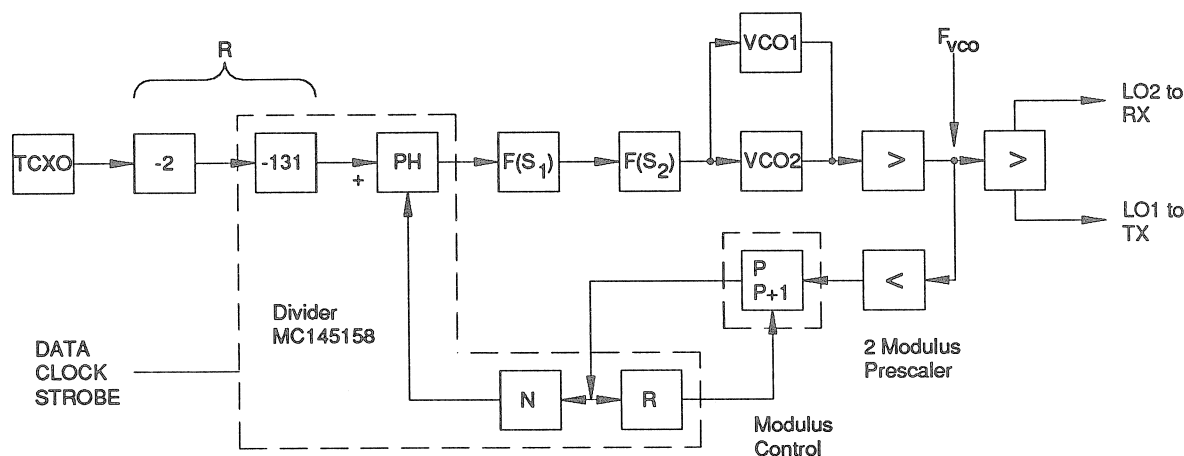 R
VCO1
F VCO
LO2 to
RX
TCXO
-2
-131
+
PH
F(S1)
F(S2)
VCO2
>
>
LO1 to
TX
P
P+1
<
Divider
MC145158
2 Modulus
Prescaler
DATA
CLOCK
STROBE
N
R
Modulus
Control